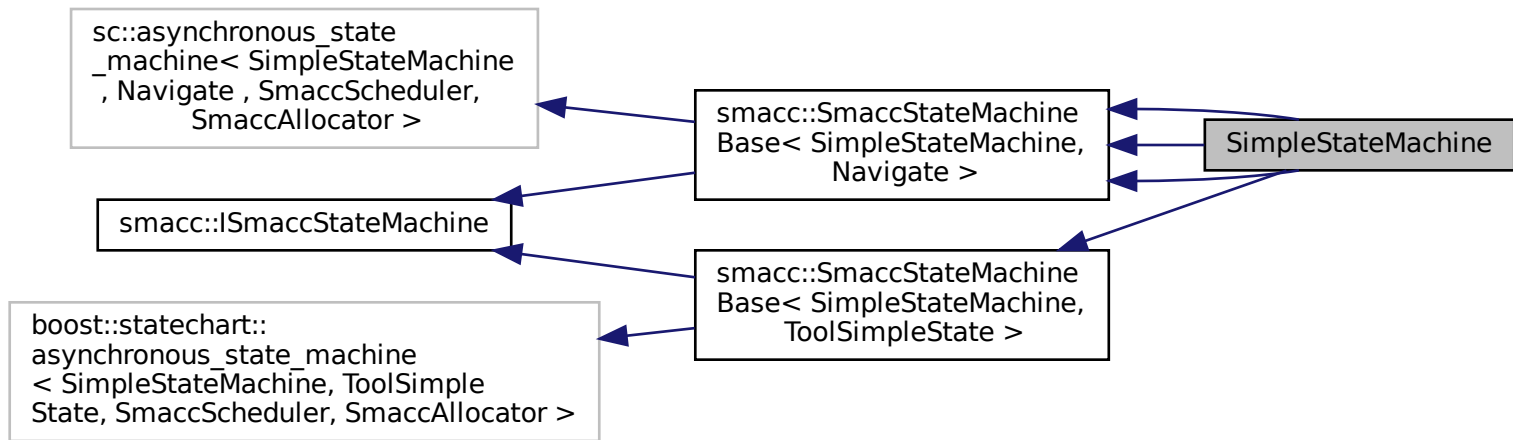 sc::asynchronous_state
_machine< SimpleStateMachine
, Navigate , SmaccScheduler,
SmaccAllocator >
smacc::ISmaccStateMachine
boost::statechart::
asynchronous_state_machine
< SimpleStateMachine, ToolSimple
State, SmaccScheduler, SmaccAllocator >
smacc::SmaccStateMachine
Base< SimpleStateMachine,
Navigate >
smacc::SmaccStateMachine
Base< SimpleStateMachine,
ToolSimpleState >
SimpleStateMachine